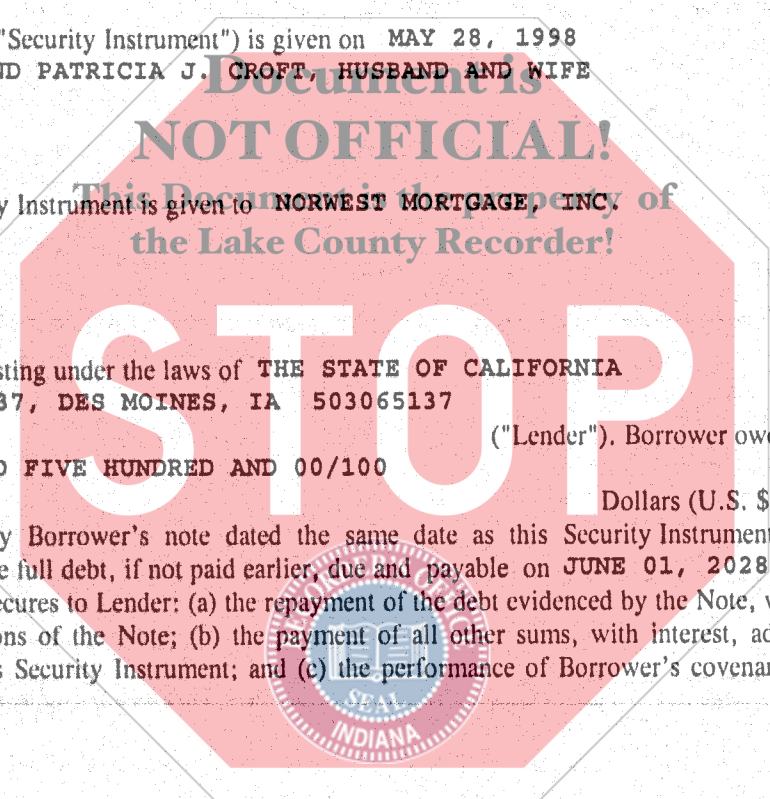 "Security Instrument") is given on MAY 28, 1998
ND PATRICIA J. CROFT, HUSBAND AND WIFE
Document is
NOT OFFICIAL!
This Document is the property of
the Lake County Recorder!
y Instrument is given to NORWEST MORTGAGE, INC.
STOP
sting under the laws of THE STATE OF CALIFORNIA
37, DES MOINES, IA 503065137
("Lender"). Borrower owe
D FIVE HUNDRED AND 00/100
Dollars (U.S. $
y Borrower's note dated the same date as this Security Instrument
e full debt, if not paid earlier, due and payable on JUNE 01, 2028
ecures to Lender: (a) the repayment of the debt evidenced by the Note, w
ons of the Note; (b) the payment of all other sums, with interest, ad
s Security Instrument; and (c) the performance of Borrower's covenan
RECORDER OFFICE
SEAL
INDIANA